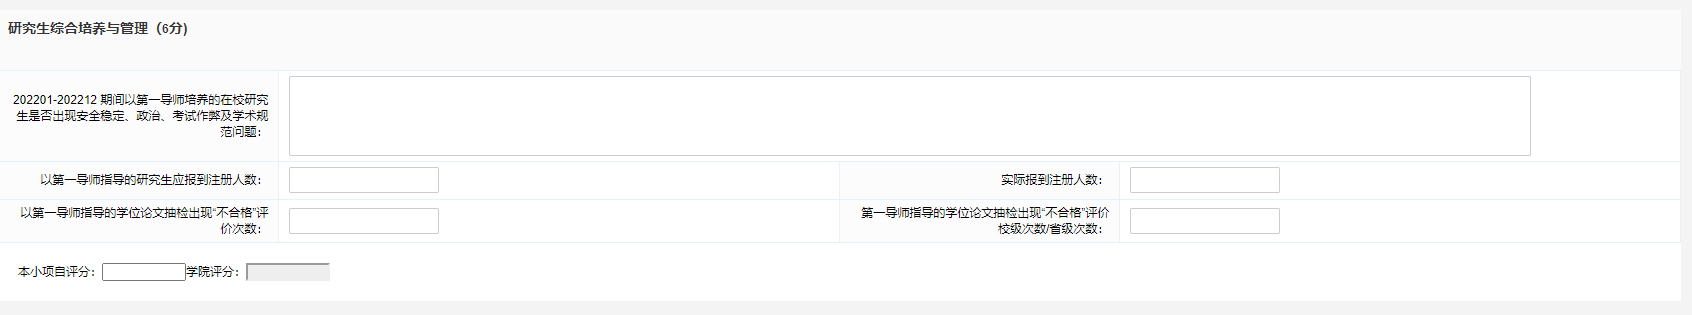 研究生综合培养与管理（6分)
202201-202212 期间以第一导师培养的在校研究
生是否出现安全稳定、政治、考试作弊及学术规
范问题：
以第一导师指导的研究生应报到注册人数：
实际报到注册人数：
以第一导师指导的学位论文抽检出现“不合格”评
价次数：
第一导师指导的学位论文抽检出现“不合格”评价
校级次数/省级次数：
本小项目评分： 学院评分：